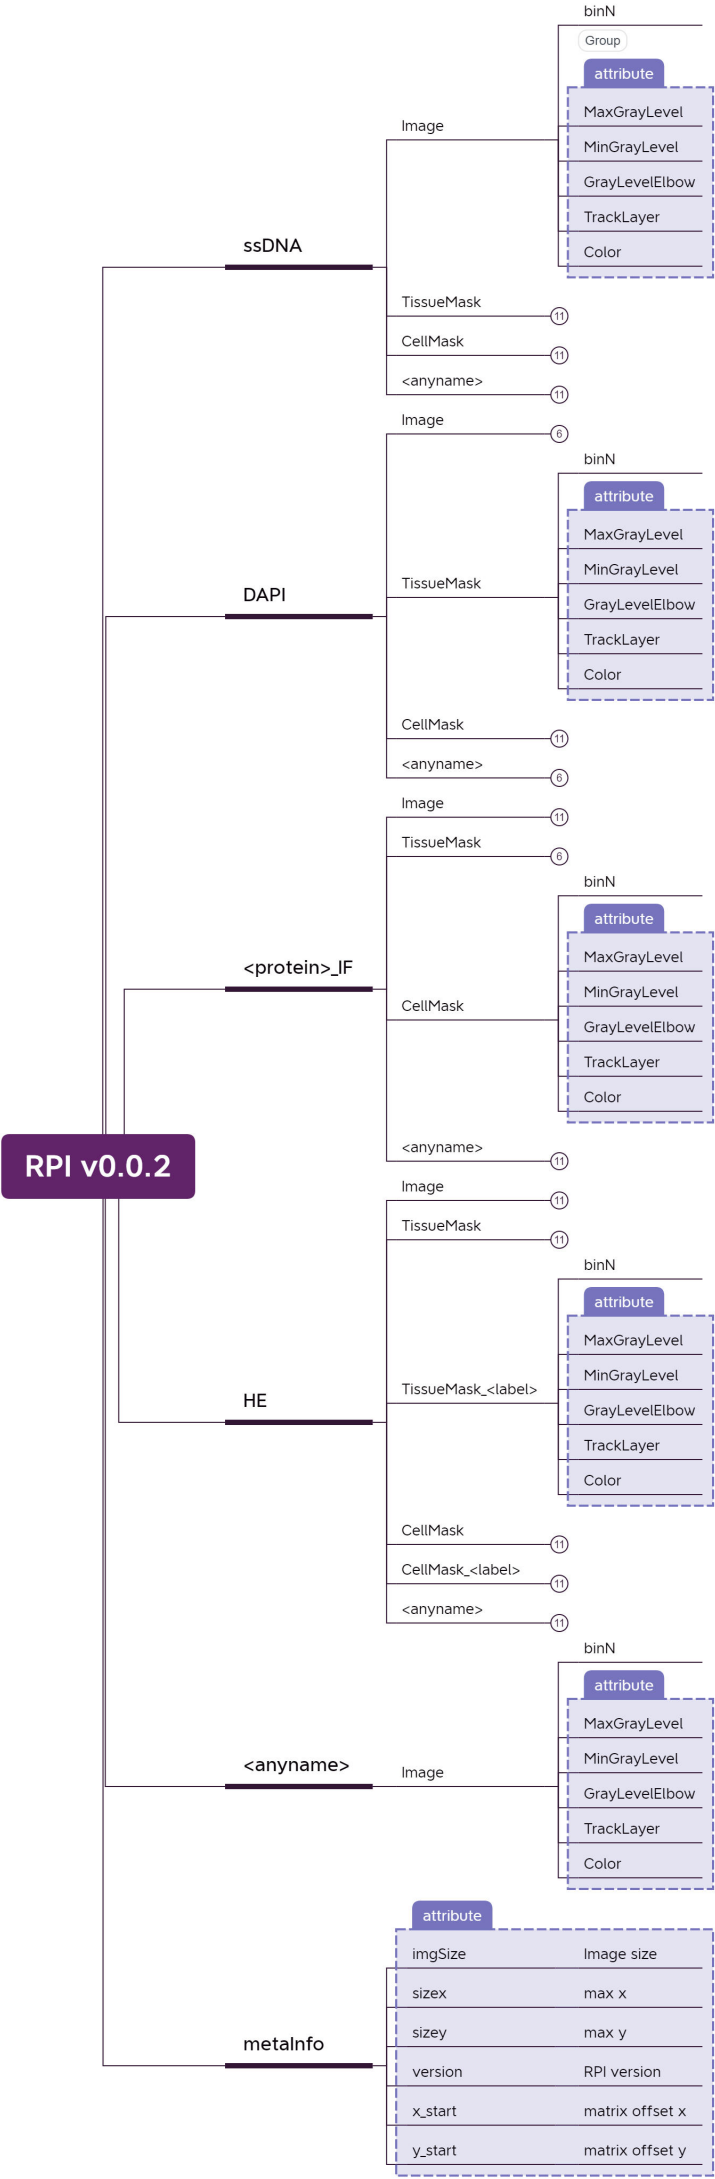 RPI v0.0.2
ssDNA
Image
binN
Group
attribute
MaxGrayLevel
MinGrayLevel
GrayLevelElbow
TrackLayer
Color
TissueMask 11
CellMask 11
<anyname> 11
DAPI
Image 6
TissueMask
binN
attribute
MaxGrayLevel
MinGrayLevel
GrayLevelElbow
TrackLayer
Color
CellMask 11
<anyname> 6
<protein>_IF
Image 11
TissueMask 6
CellMask
binN
attribute
MaxGrayLevel
MinGrayLevel
GrayLevelElbow
TrackLayer
Color
<anyname> 11
HE
Image 11
TissueMask 11
TissueMask_<label>
binN
attribute
MaxGrayLevel
MinGrayLevel
GrayLevelElbow
TrackLayer
Color
CellMask 11
CellMask_<label> 11
<anyname> 11
<anyname>
Image
binN
attribute
MaxGrayLevel
MinGrayLevel
GrayLevelElbow
TrackLayer
Color
metaInfo
attribute
imgSize Image size
sizex max x
sizey max y
version RPI version
x_start matrix offset x
y_start matrix offset y